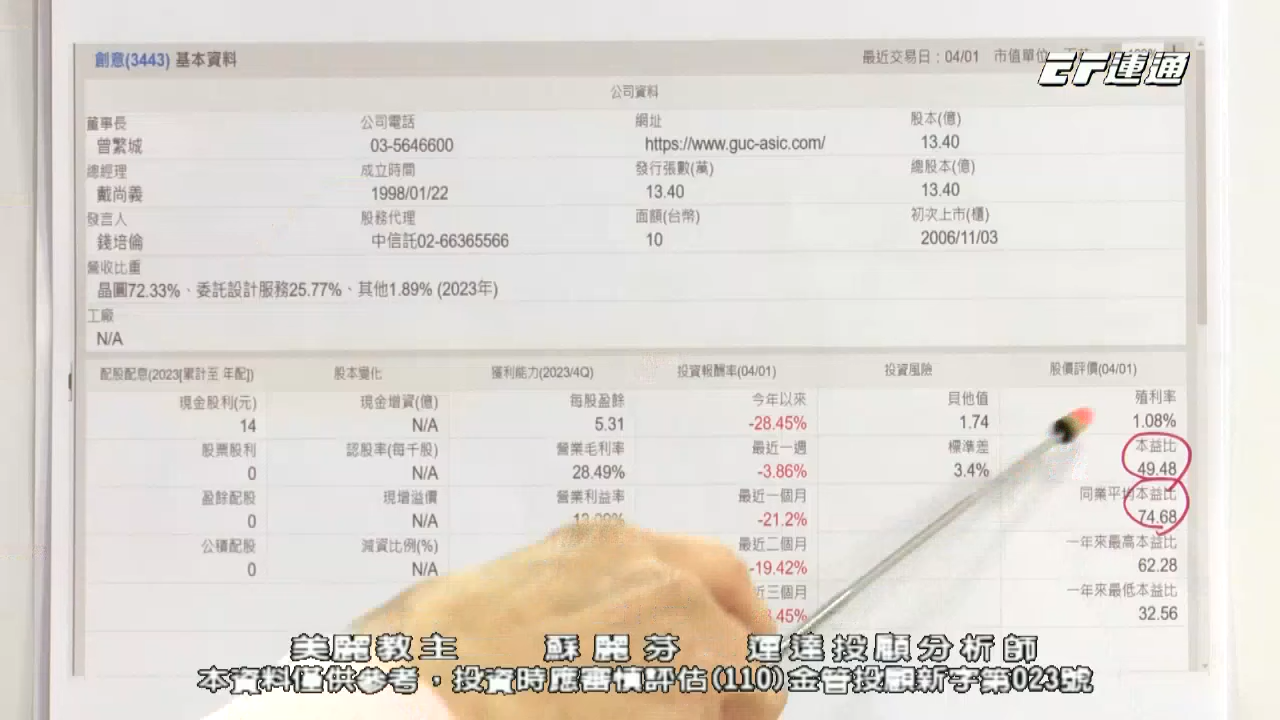 創意(3443) 基本資料
最近交易日：04/01 市值單位
EF運通
公司資料
董事長 公司電話 網址 股本(億)
曾繁城 03-5646600 https://www.guc-asic.com/ 13.40
總經理 成立時間 發行張數(萬) 總股本(億)
戴尚義 1998/01/22 13.40 13.40
發言人 股務代理 面額(台幣) 初次上市(櫃)
錢培倫 中信託02-66365566 10 2006/11/03
營收比重
晶圓72.33%、委託設計服務25.77%、其他1.89% (2023年)
工廠
N/A
配股配息(2023[累計至 年配]) 股本變化 獲利能力(2023/4Q) 投資報酬率(04/01) 投資風險 股價評價(04/01)
現金股利(元) 現金增資(億) 每股盈餘 今年以來 貝他值 殖利率
14 N/A 5.31 -28.45% 1.74 1.08%
股票股利 認股率(每千股) 營業毛利率 最近一週 標準差 本益比
0 N/A 28.49% -3.86% 3.4% 49.48
盈餘配股 現增溢價 營業利益率 最近一個月 同業平均本益比
0 N/A -21.2% 74.68
公積配股 減資比例(%) 最近二個月 一年來最高本益比
0 N/A -19.42% 62.28
近三個月 一年來最低本益比
.45% 32.56
美麗教主 蘇麗芬 運達投顧分析師
本資料僅供參考，投資時應審慎評估(110)金管投顧新字第023號